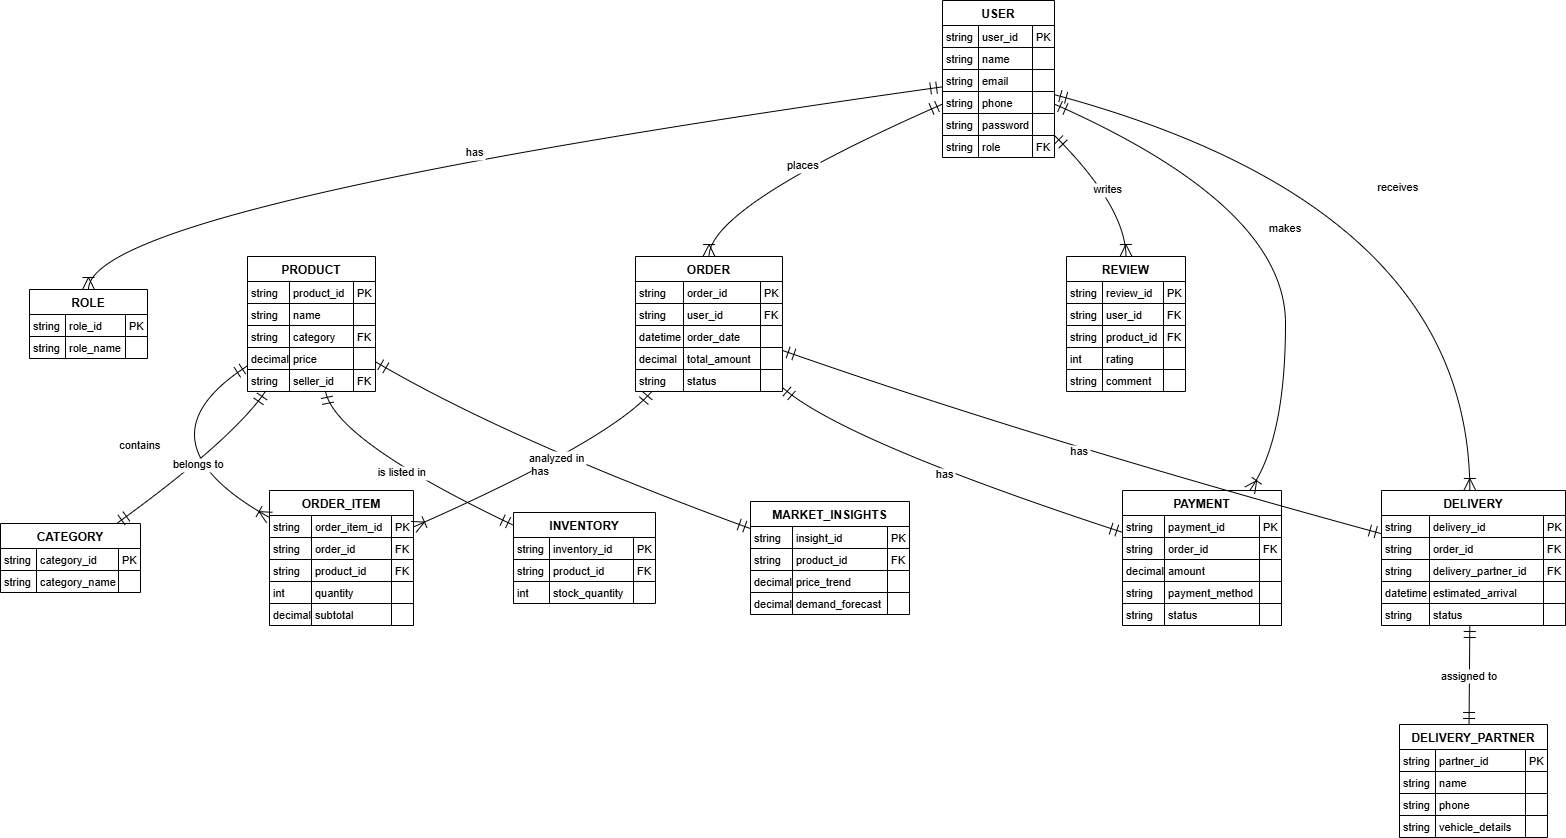 USER
string user_id PK
string name
string email
string phone
string password
string role FK
has
places
writes
receives
makes
ROLE
string role_id PK
string role_name
PRODUCT
string product_id PK
string name
string category FK
decimal price
string seller_id FK
ORDER
string order_id PK
string user_id FK
datetime order_date
decimal total_amount
string status
REVIEW
string review_id PK
string user_id FK
string product_id FK
int rating
string comment
contains
belongs to
is listed in
analyzed in
has
has
has
CATEGORY
string category_id PK
string category_name
ORDER_ITEM
string order_item_id PK
string order_id FK
string product_id FK
int quantity
decimal subtotal
INVENTORY
string inventory_id PK
string product_id FK
int stock_quantity
MARKET_INSIGHTS
string insight_id PK
string product_id FK
decimal price_trend
decimal demand_forecast
PAYMENT
string payment_id PK
string order_id FK
decimal amount
string payment_method
string status
DELIVERY
string delivery_id PK
string order_id FK
string delivery_partner_id FK
datetime estimated_arrival
string status
assigned to
DELIVERY_PARTNER
string partner_id PK
string name
string phone
string vehicle_details